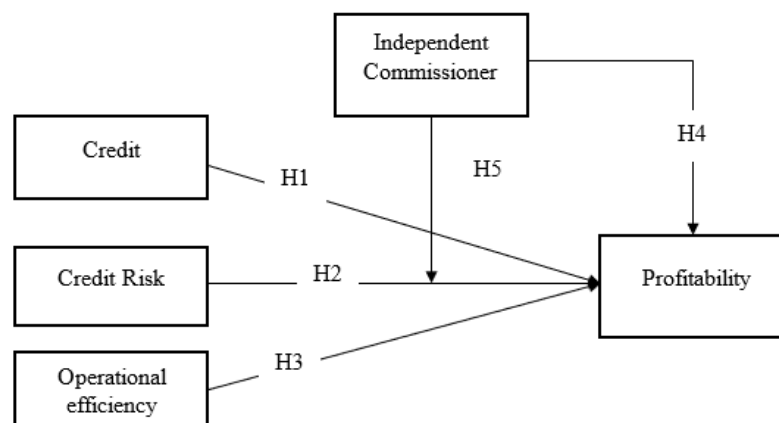 Independent
Commissioner
Credit
H1
H5
H4
Credit Risk
H2
Profitability
H3
Operational
efficiency